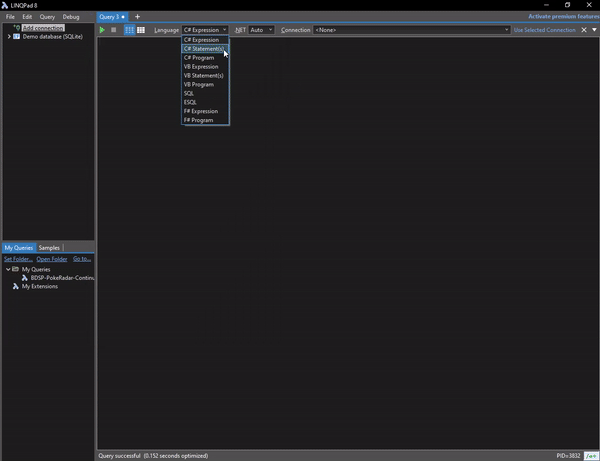 LINQPad 8
File Edit Query Debug
Query 3 +
Activate premium features
Language C# Expression .NET Auto Connection <None> Use Selected Connection
Add connection
Demo database (SQLite)
C# Expression
C# Statement(s)
C# Program
VB Expression
VB Statement(s)
VB Program
SQL
ESQL
F# Expression
F# Program
My Queries Samples
Set Folder... Open Folder Go to...
My Queries
BDSP-PokeRadar-Continu
My Extensions
Query successful (0.152 seconds optimized)
PID=3832 /o+